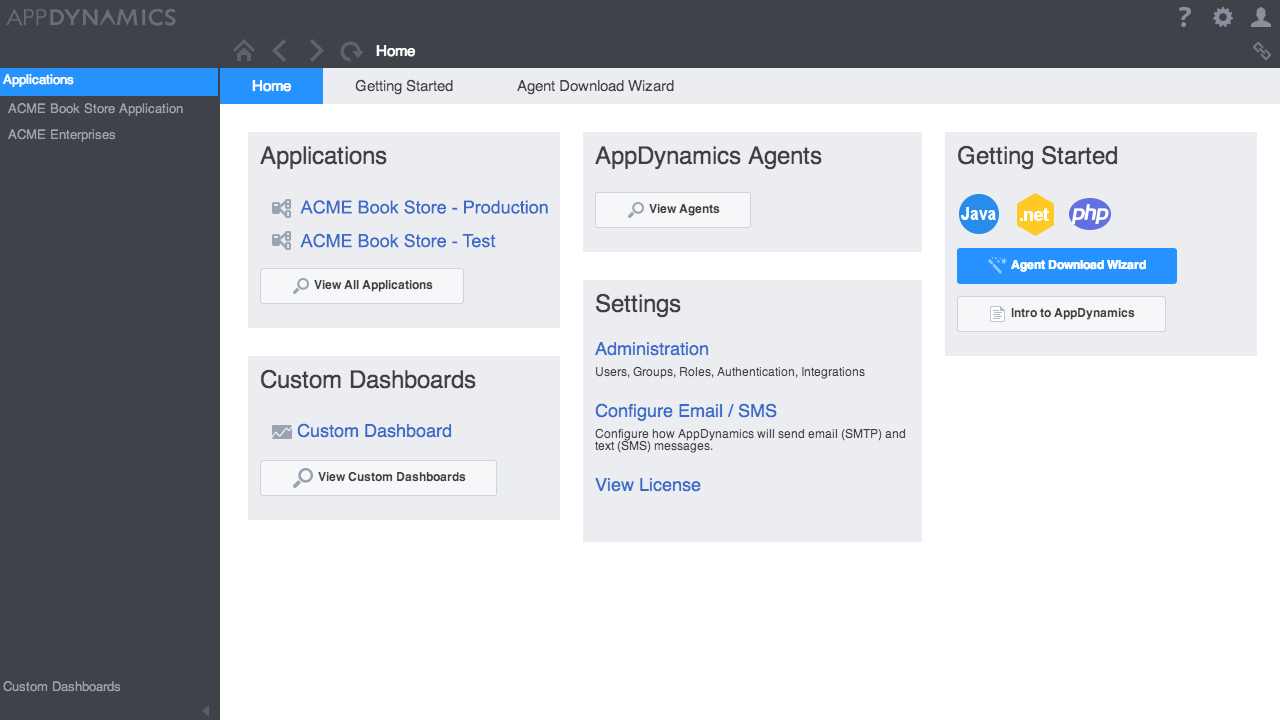 APPDYNAMICS
?
Home
Applications
ACME Book Store Application
ACME Enterprises
Custom Dashboards
Home
Getting Started
Agent Download Wizard
Applications
ACME Book Store - Production
ACME Book Store - Test
View All Applications
Custom Dashboards
Custom Dashboard
View Custom Dashboards
AppDynamics Agents
View Agents
Settings
Administration
Users, Groups, Roles, Authentication, Integrations
Configure Email / SMS
Configure how AppDynamics will send email (SMTP) and
text (SMS) messages.
View License
Getting Started
Java
.net
php
Agent Download Wizard
Intro to AppDynamics